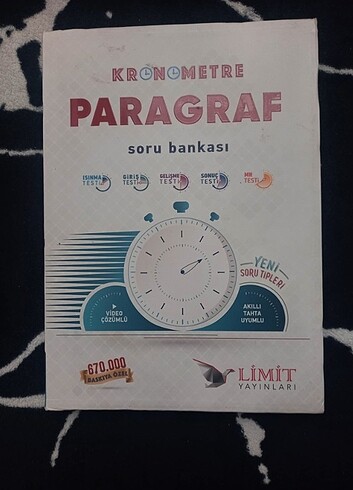 KRONOMETRE
PARAGRAF
soru bankası
ISINMA
TESTİ
GİRİŞ
TESTİ
GELİŞME
TESTİ
SONUÇ
TESTİ
MR
TESTİ
YENİ
SORU TİPLERİ
VİDEO
ÇÖZÜMLÜ
AKILLI
TAHTA
UYUMLU
670.000
BASKIYA ÖZEL
LİMİT
YAYINLARI